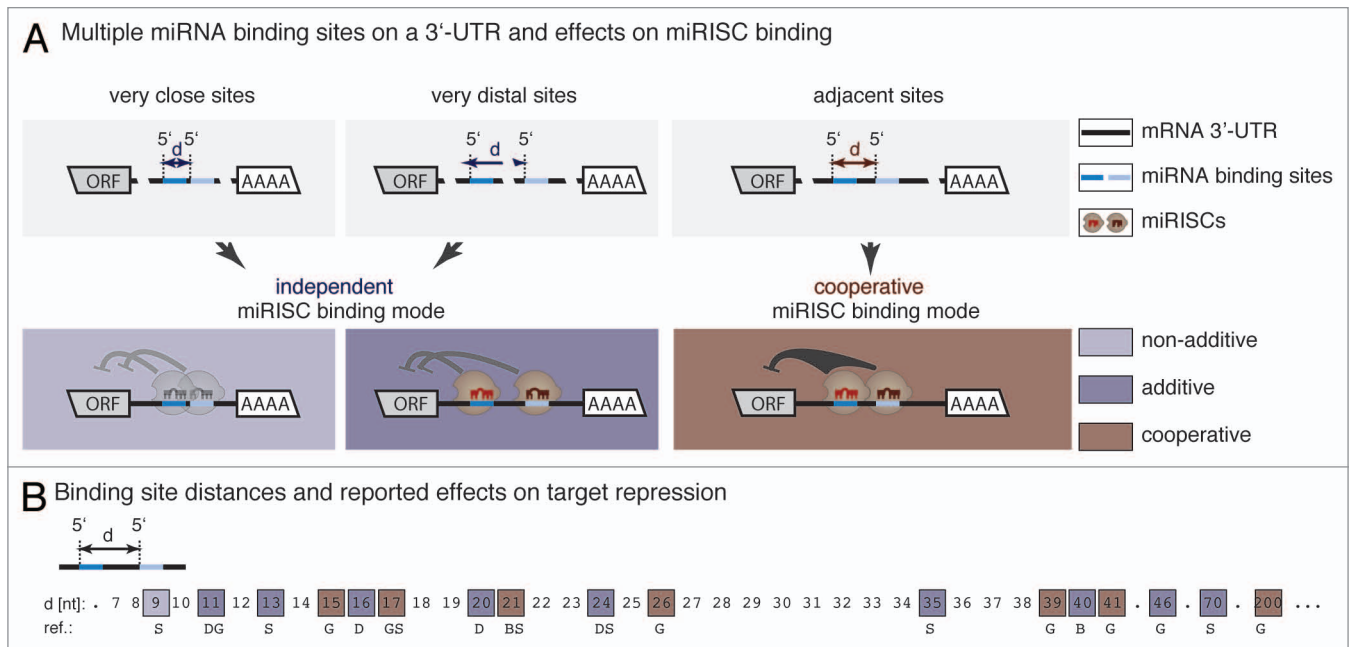 A Multiple miRNA binding sites on a 3‘-UTR and effects on miRISC binding
very close sites
very distal sites
adjacent sites
5‘ 5‘
d
ORF
AAAA
5‘ 5‘
d
ORF
AAAA
5‘ 5‘
d
ORF
AAAA
mRNA 3’-UTR
miRNA binding sites
miRISCs
independent
miRISC binding mode
cooperative
miRISC binding mode
ORF
AAAA
ORF
AAAA
ORF
AAAA
non-additive
additive
cooperative
B Binding site distances and reported effects on target repression
5‘ 5‘
d
d [nt]: . 7 8 9 10 11 12 13 14 15 16 17 18 19 20 21 22 23 24 25 26 27 28 29 30 31 32 33 34 35 36 37 38 39 40 41 . 46 . 70 . 200 ...
ref.: S DG S G D GS D BS DS G S G B G G S G